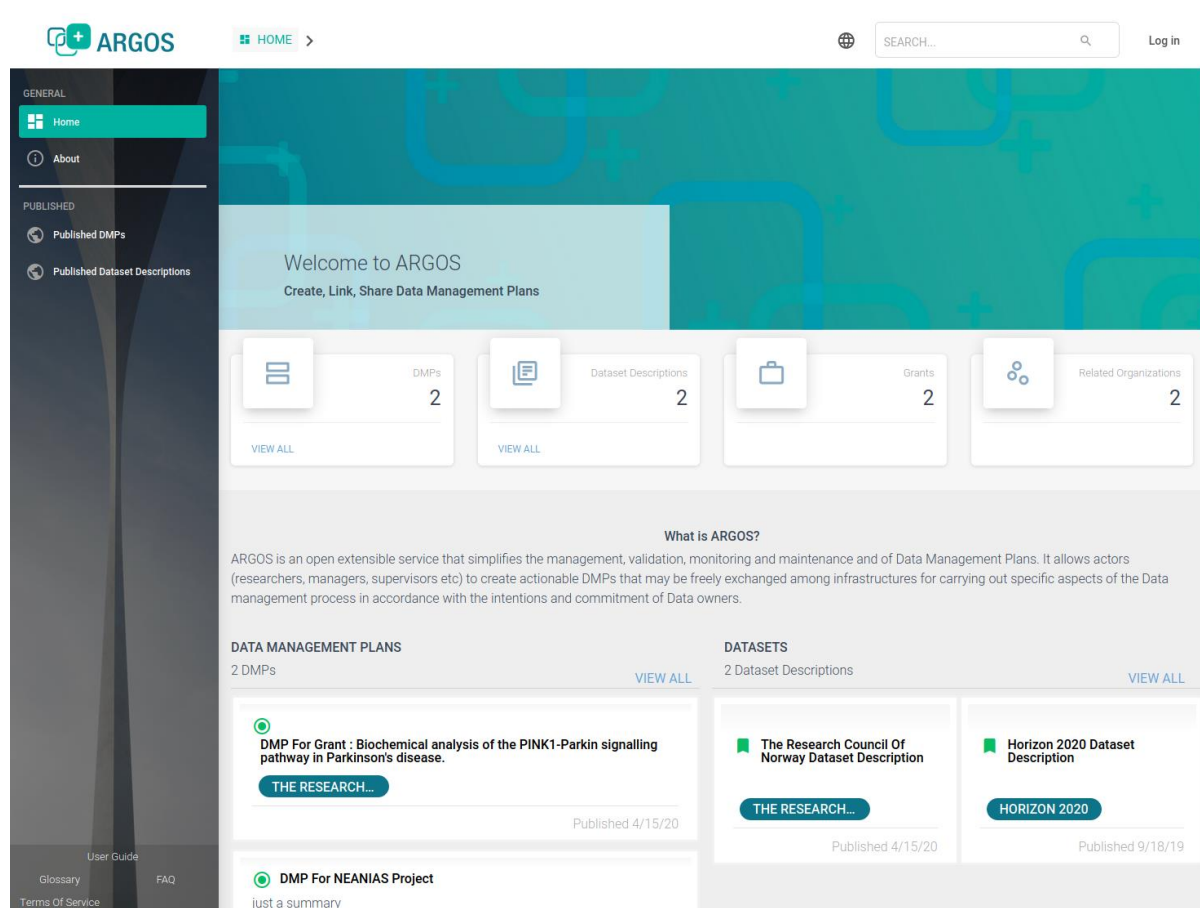 ARGOS
HOME
SEARCH...
Log in
GENERAL
Home
About
PUBLISHED
Published DMPs
Published Dataset Descriptions
User Guide
Glossary
FAQ
Terms Of Service
Welcome to ARGOS
Create, Link, Share Data Management Plans
DMPs
2
VIEW ALL
Dataset Descriptions
2
VIEW ALL
Grants
2
Related Organizations
2
What is ARGOS?
ARGOS is an open extensible service that simplifies the management, validation, monitoring and maintenance and of Data Management Plans. It allows actors
(researchers, managers, supervisors etc) to create actionable DMPs that may be freely exchanged among infrastructures for carrying out specific aspects of the Data
management process in accordance with the intentions and commitment of Data owners.
DATA MANAGEMENT PLANS
2 DMPs
VIEW ALL
DMP For Grant : Biochemical analysis of the PINK1-Parkin signalling
pathway in Parkinson's disease.
THE RESEARCH...
Published 4/15/20
DMP For NEANIAS Project
just a summary
DATASETS
2 Dataset Descriptions
VIEW ALL
The Research Council Of
Norway Dataset Description
THE RESEARCH...
Published 4/15/20
Horizon 2020 Dataset
Description
HORIZON 2020
Published 9/18/19